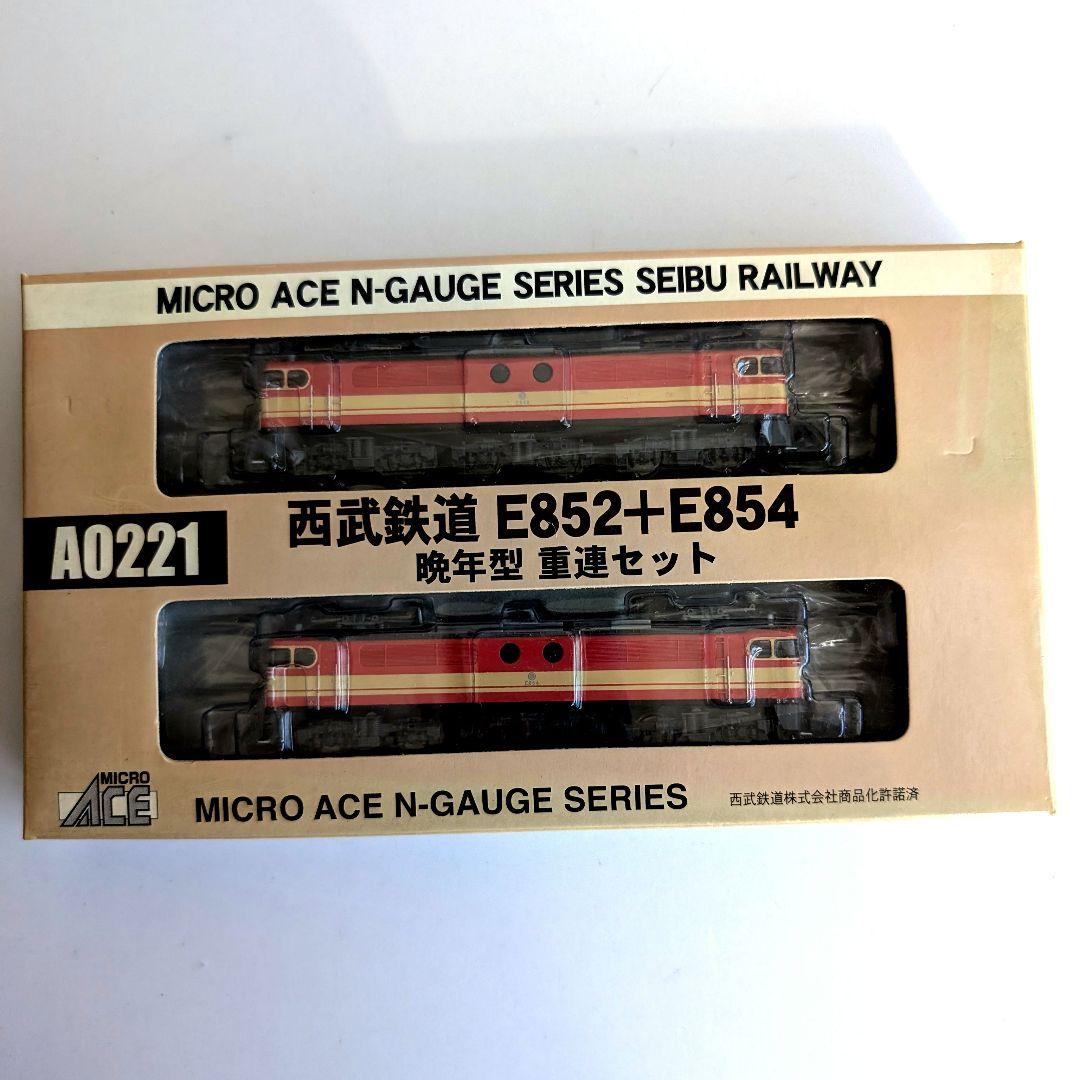 MICRO ACE N-GAUGE SERIES SEIBU RAILWAY
西武鉄道 E852+E854
晩年型 重連セット
A0221
E854
MICRO ACE
MICRO ACE N-GAUGE SERIES
西武鉄道株式会社商品化許諾済